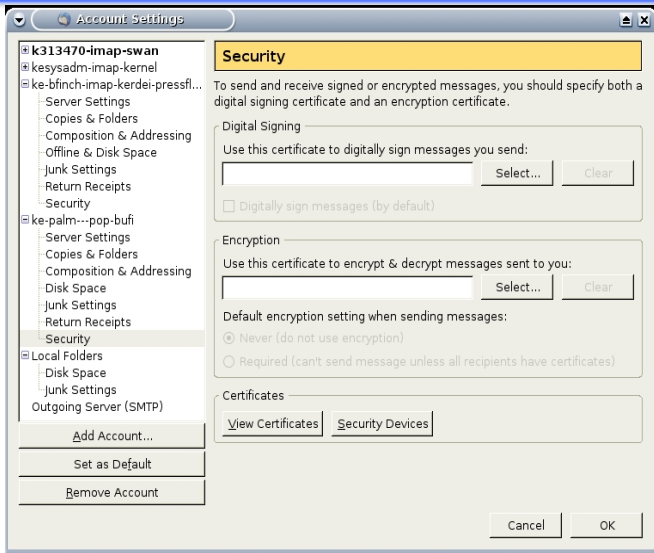 Account Settings
k313470-imap-swan
kesysadm-imap-kernel
ke-bfinch-imap-kerdei-pressfl...
Server Settings
Copies & Folders
Composition & Addressing
Offline & Disk Space
Junk Settings
Return Receipts
Security
ke-palm---pop-bufi
Server Settings
Copies & Folders
Composition & Addressing
Disk Space
Junk Settings
Return Receipts
Security
Local Folders
Disk Space
Junk Settings
Outgoing Server (SMTP)
Add Account...
Set as Default
Remove Account
Security
To send and receive signed or encrypted messages, you should specify both a
digital signing certificate and an encryption certificate.
Digital Signing
Use this certificate to digitally sign messages you send:
Select... Clear
Digitally sign messages (by default)
Encryption
Use this certificate to encrypt & decrypt messages sent to you:
Select... Clear
Default encryption setting when sending messages:
Never (do not use encryption)
Required (can't send message unless all recipients have certificates)
Certificates
View Certificates Security Devices
Cancel OK